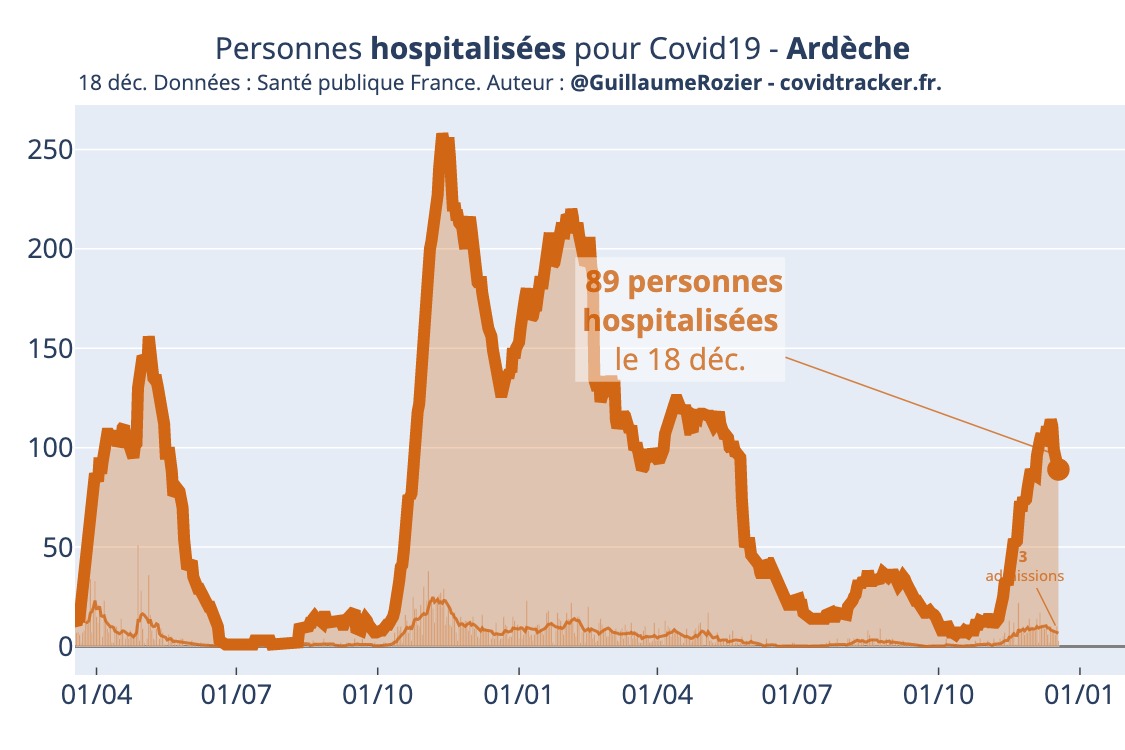 Personnes hospitalisées pour Covid19 - Ardèche
18 déc. Données : Santé publique France. Auteur : @GuillaumeRozier - covidtracker.fr.
250
200
150
100
50
0
89 personnes
hospitalisées
le 18 déc.
3
admissions
01/04 01/07 01/10 01/01 01/04 01/07 01/10 01/01